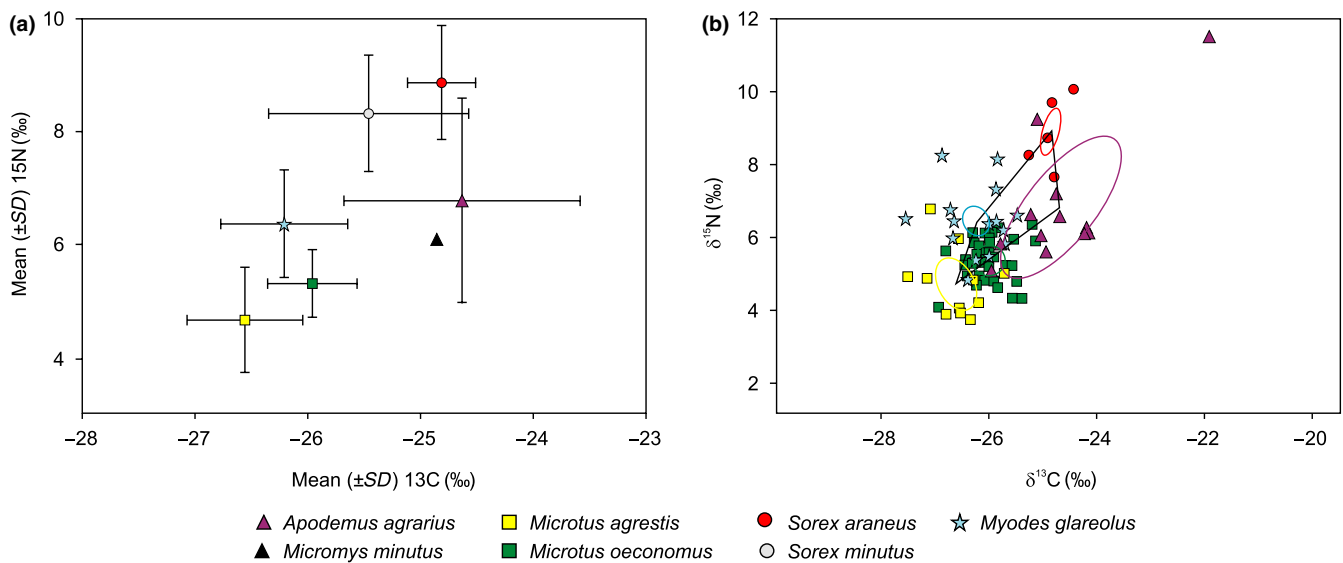 (a)
10
8
6
4
Mean (±SD) 15N (‰)
–28 –27 –26 –25 –24 –23
Mean (±SD) 13C (‰)
(b)
12
10
8
6
4
2
δ15N (‰)
–28 –26 –24 –22 –20
δ13C (‰)
Apodemus agrarius Microtus agrestis Sorex araneus Myodes glareolus
Micromys minutus Microtus oeconomus Sorex minutus